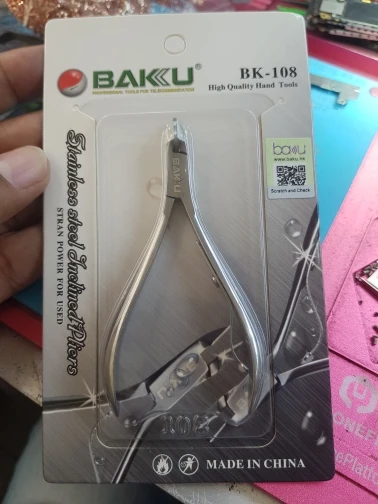 BAKU®
PROFESSIONAL TOOLS FOR TELECOMMUNICATION
BK-108
High Quality Hand Tools
baku
www.baku.hk
Scratch and Check
BAKU
Stainless steel Inclined Pliers
STRAN POWER FOR USED
MADE IN CHINA